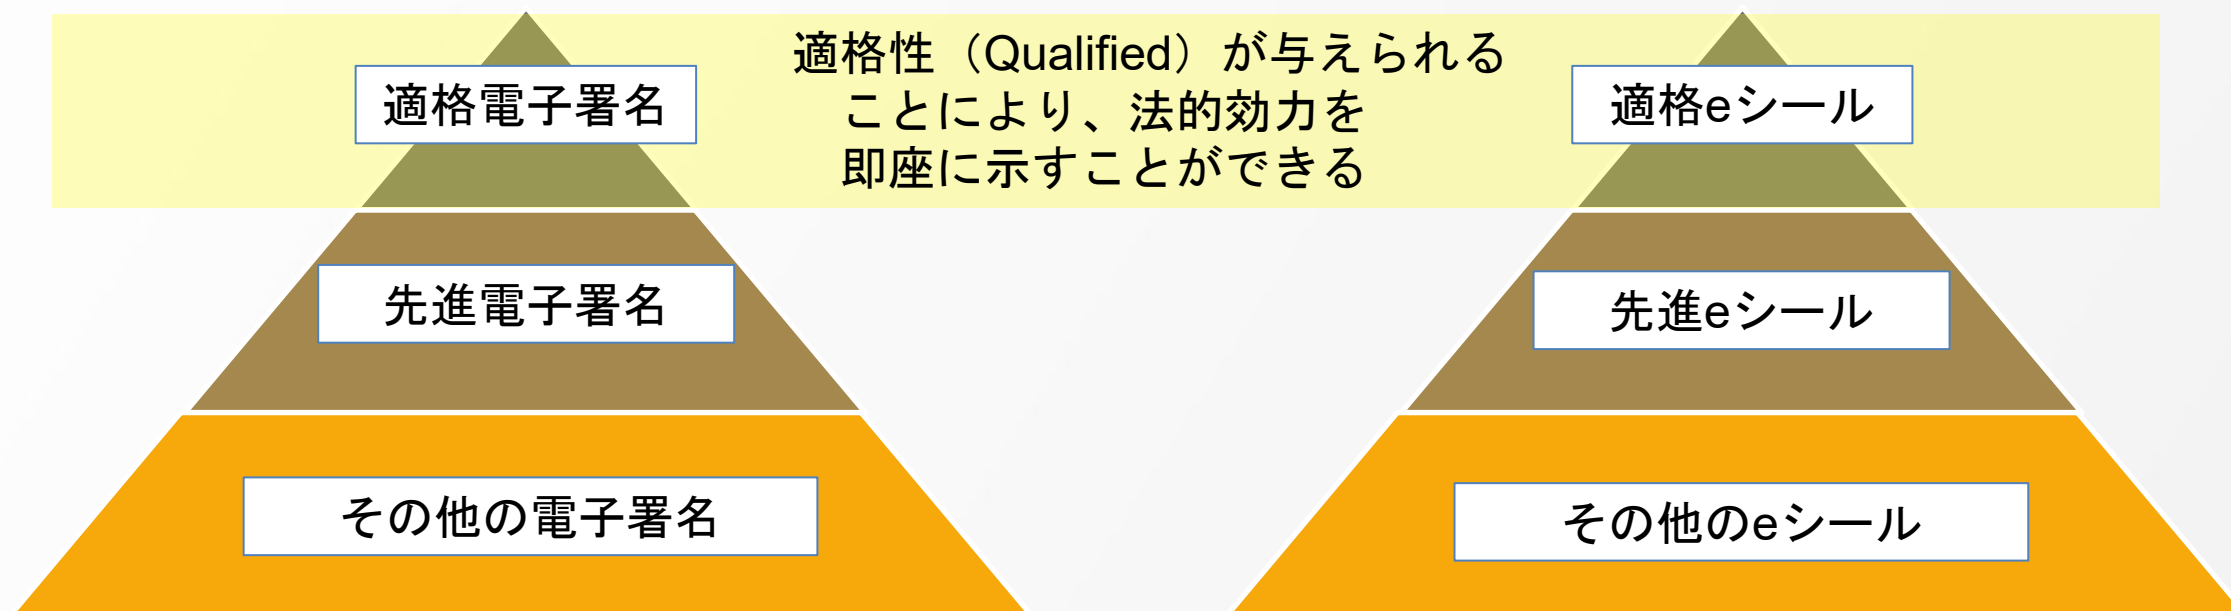 適格電子署名
適格性（Qualified）が与えられる
ことにより、法的効力を
即座に示すことができる
適格eシール
先進電子署名
先進eシール
その他の電子署名
その他のeシール